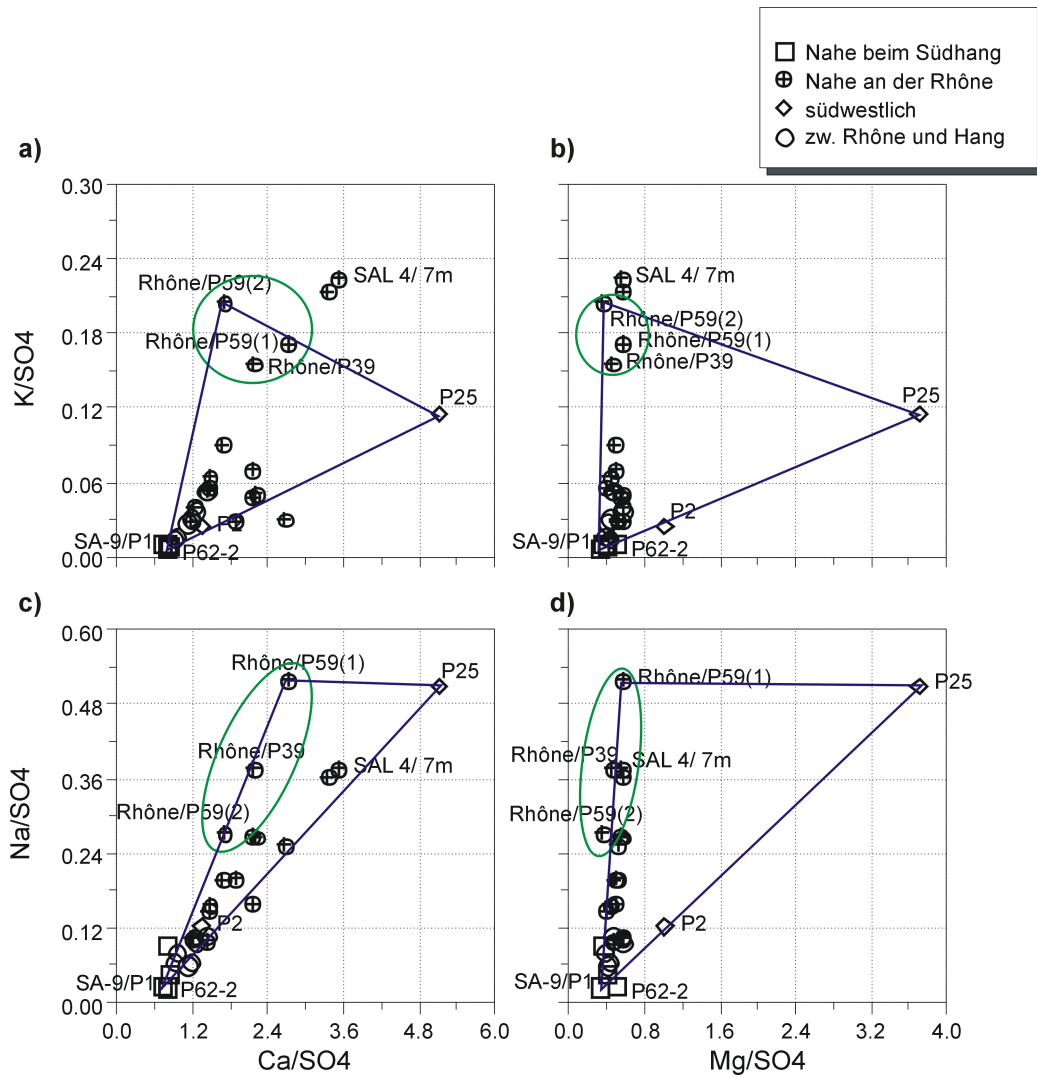 Nahe beim Südhang
Nahe an der Rhône
südwestlich
zw. Rhône und Hang
a)
b)
0.30
0.24
0.18
0.12
0.06
0.00
K/SO4
Rhône/P59(2)
SAL 4/ 7m
Rhône/P59(1)
Rhône/P39
P25
P2
SA-9/P1
P62-2
SAL 4/ 7m
Rhône/P59(2)
Rhône/P59(1)
Rhône/P39
P25
P2
SA-9/P1
P62-2
c)
d)
0.60
0.48
0.36
0.24
0.12
0.00
Na/SO4
Rhône/P59(1)
P25
Rhône/P39
SAL 4/ 7m
Rhône/P59(2)
P2
SA-9/P1
P62-2
Rhône/P59(1)
P25
Rhône/P39
SAL 4/ 7m
Rhône/P59(2)
P2
SA-9/P1
P62-2
0.0 1.2 2.4 3.6 4.8 6.0
0.0 0.8 1.6 2.4 3.2 4.0
Ca/SO4
Mg/SO4